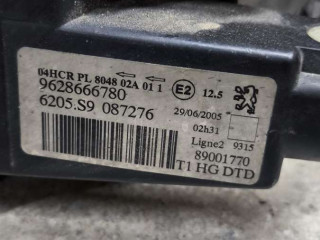 04HCR PL 8048 02A 01 1 E2 12.5
9628666780
6205.S9 087276
29/06/2005
02h31
Ligne2 9315
89001770
T1 HG DTD